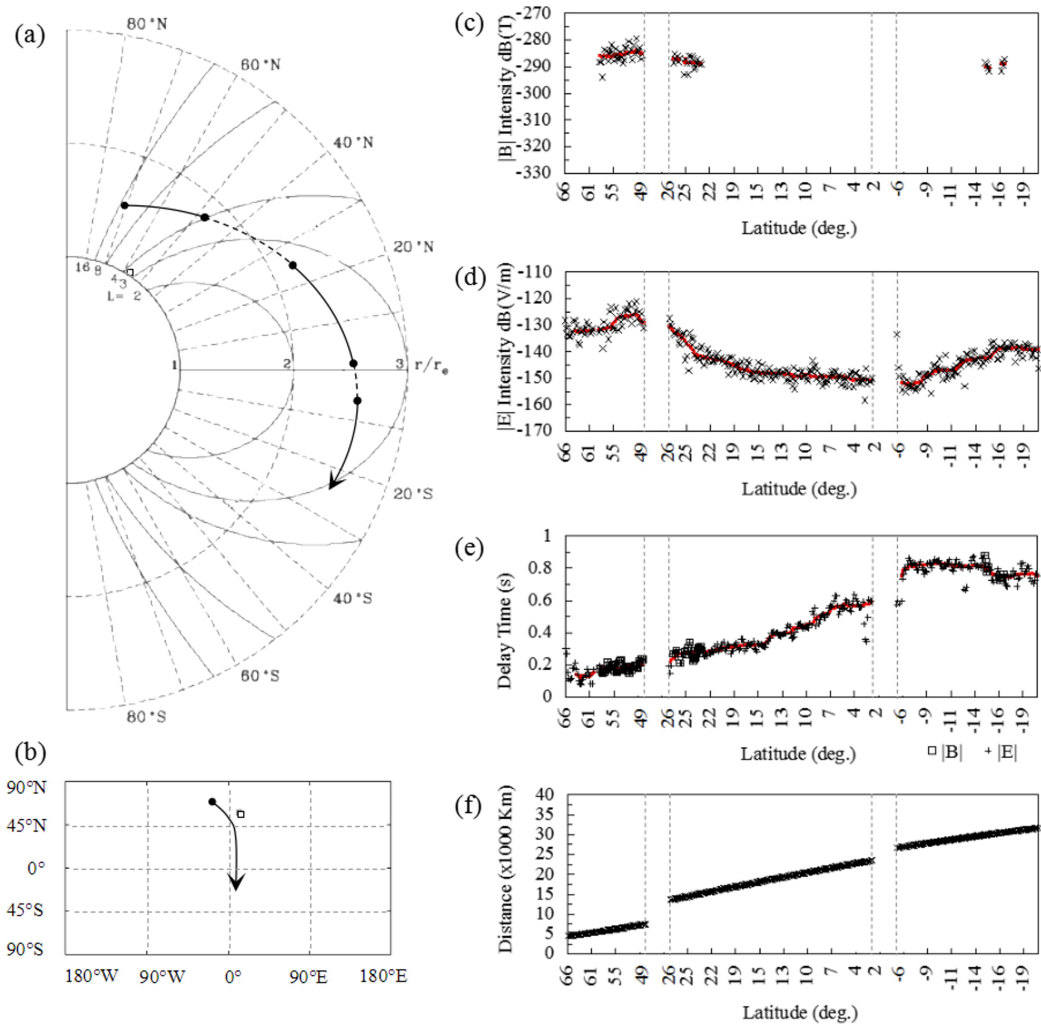 (a)
80°N
60°N
40°N
20°N
16 8 4 3
L= 2
1 2 3 r/re
20°S
40°S
60°S
80°S
(b)
90°N
45°N
0°
45°S
90°S
180°W 90°W 0° 90°E 180°E
(c)
|B| Intensity dB(T)
-270
-280
-290
-300
-310
-320
-330
66 61 55 49 26 25 22 19 16 13 10 7 4 2 -6 -9 -11 -14 -16 -19
Latitude (deg.)
(d)
|E| Intensity dB(V/m)
-110
-120
-130
-140
-150
-160
-170
66 61 55 49 26 25 22 19 16 13 10 7 4 2 -6 -9 -11 -14 -16 -19
Latitude (deg.)
(e)
Delay Time (s)
1
0.8
0.6
0.4
0.2
0
66 61 55 49 26 25 22 19 16 13 10 7 4 2 -6 -9 -11 -14 -16 -19
Latitude (deg.)
|B| |E|
(f)
Distance (x1000 Km)
40
35
30
25
20
15
10
5
0
66 61 55 49 26 25 22 19 16 13 10 7 4 2 -6 -9 -11 -14 -16 -19
Latitude (deg.)